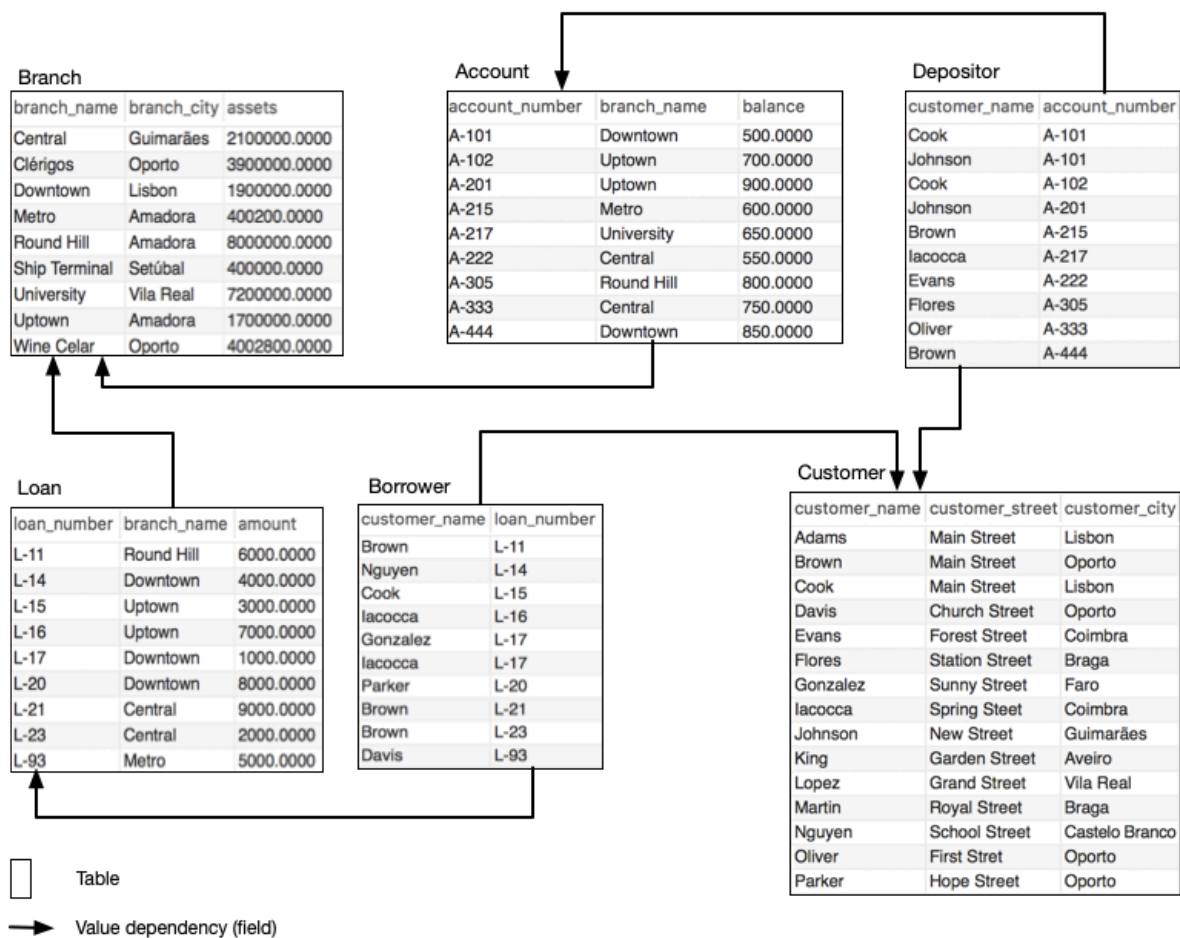 Branch
branch_name branch_city assets
Central Guimarães 2100000.0000
Clérigos Oporto 3900000.0000
Downtown Lisbon 1900000.0000
Metro Amadora 400200.0000
Round Hill Amadora 8000000.0000
Ship Terminal Setúbal 400000.0000
University Vila Real 7200000.0000
Uptown Amadora 1700000.0000
Wine Celar Oporto 4002800.0000
Account
account_number branch_name balance
A-101 Downtown 500.0000
A-102 Uptown 700.0000
A-201 Uptown 900.0000
A-215 Metro 600.0000
A-217 University 650.0000
A-222 Central 550.0000
A-305 Round Hill 800.0000
A-333 Central 750.0000
A-444 Downtown 850.0000
Depositor
customer_name account_number
Cook A-101
Johnson A-101
Cook A-102
Johnson A-201
Brown A-215
Iacocca A-217
Evans A-222
Flores A-305
Oliver A-333
Brown A-444
Loan
loan_number branch_name amount
L-11 Round Hill 6000.0000
L-14 Downtown 4000.0000
L-15 Uptown 3000.0000
L-16 Uptown 7000.0000
L-17 Downtown 1000.0000
L-20 Downtown 8000.0000
L-21 Central 9000.0000
L-23 Central 2000.0000
L-93 Metro 5000.0000
Borrower
customer_name loan_number
Brown L-11
Nguyen L-14
Cook L-15
Iacocca L-16
Gonzalez L-17
Iacocca L-17
Parker L-20
Brown L-21
Brown L-23
Davis L-93
Customer
customer_name customer_street customer_city
Adams Main Street Lisbon
Brown Main Street Oporto
Cook Main Street Lisbon
Davis Church Street Oporto
Evans Forest Street Coimbra
Flores Station Street Braga
Gonzalez Sunny Street Faro
Iacocca Spring Steet Coimbra
Johnson New Street Guimarães
King Garden Street Aveiro
Lopez Grand Street Vila Real
Martin Royal Street Braga
Nguyen School Street Castelo Branco
Oliver First Stret Oporto
Parker Hope Street Oporto
Table
Value dependency (field)